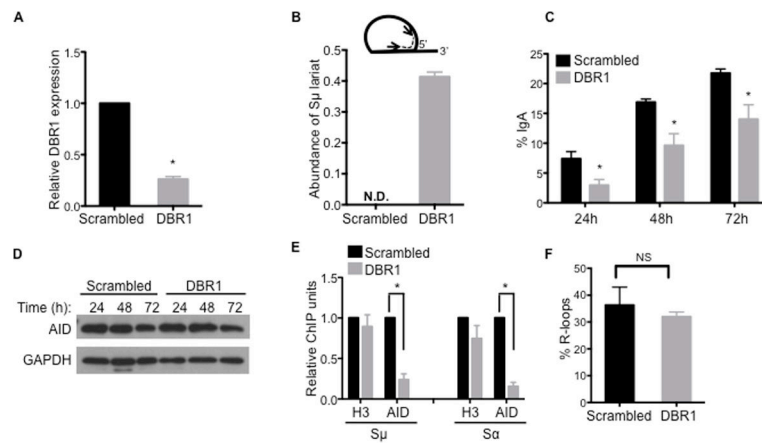 A
Relative DBR1 expression
1.5
1.0
0.5
0.0
*
Scrambled DBR1
B
5'
3'
Abundance of Sμ lariat
0.5
0.4
0.3
0.2
0.1
0.0
N.D.
Scrambled DBR1
C
Scrambled
DBR1
% IgA
25
20
15
10
5
0
*
*
*
24h 48h 72h
D
Scrambled DBR1
Time (h): 24 48 72 24 48 72
AID
GAPDH
E
Scrambled
DBR1
Relative ChIP units
1.5
1.0
0.5
0.0
*
*
H3 AID H3 AID
Sμ Sα
F
NS
% R-loops
50
40
30
20
10
0
Scrambled DBR1